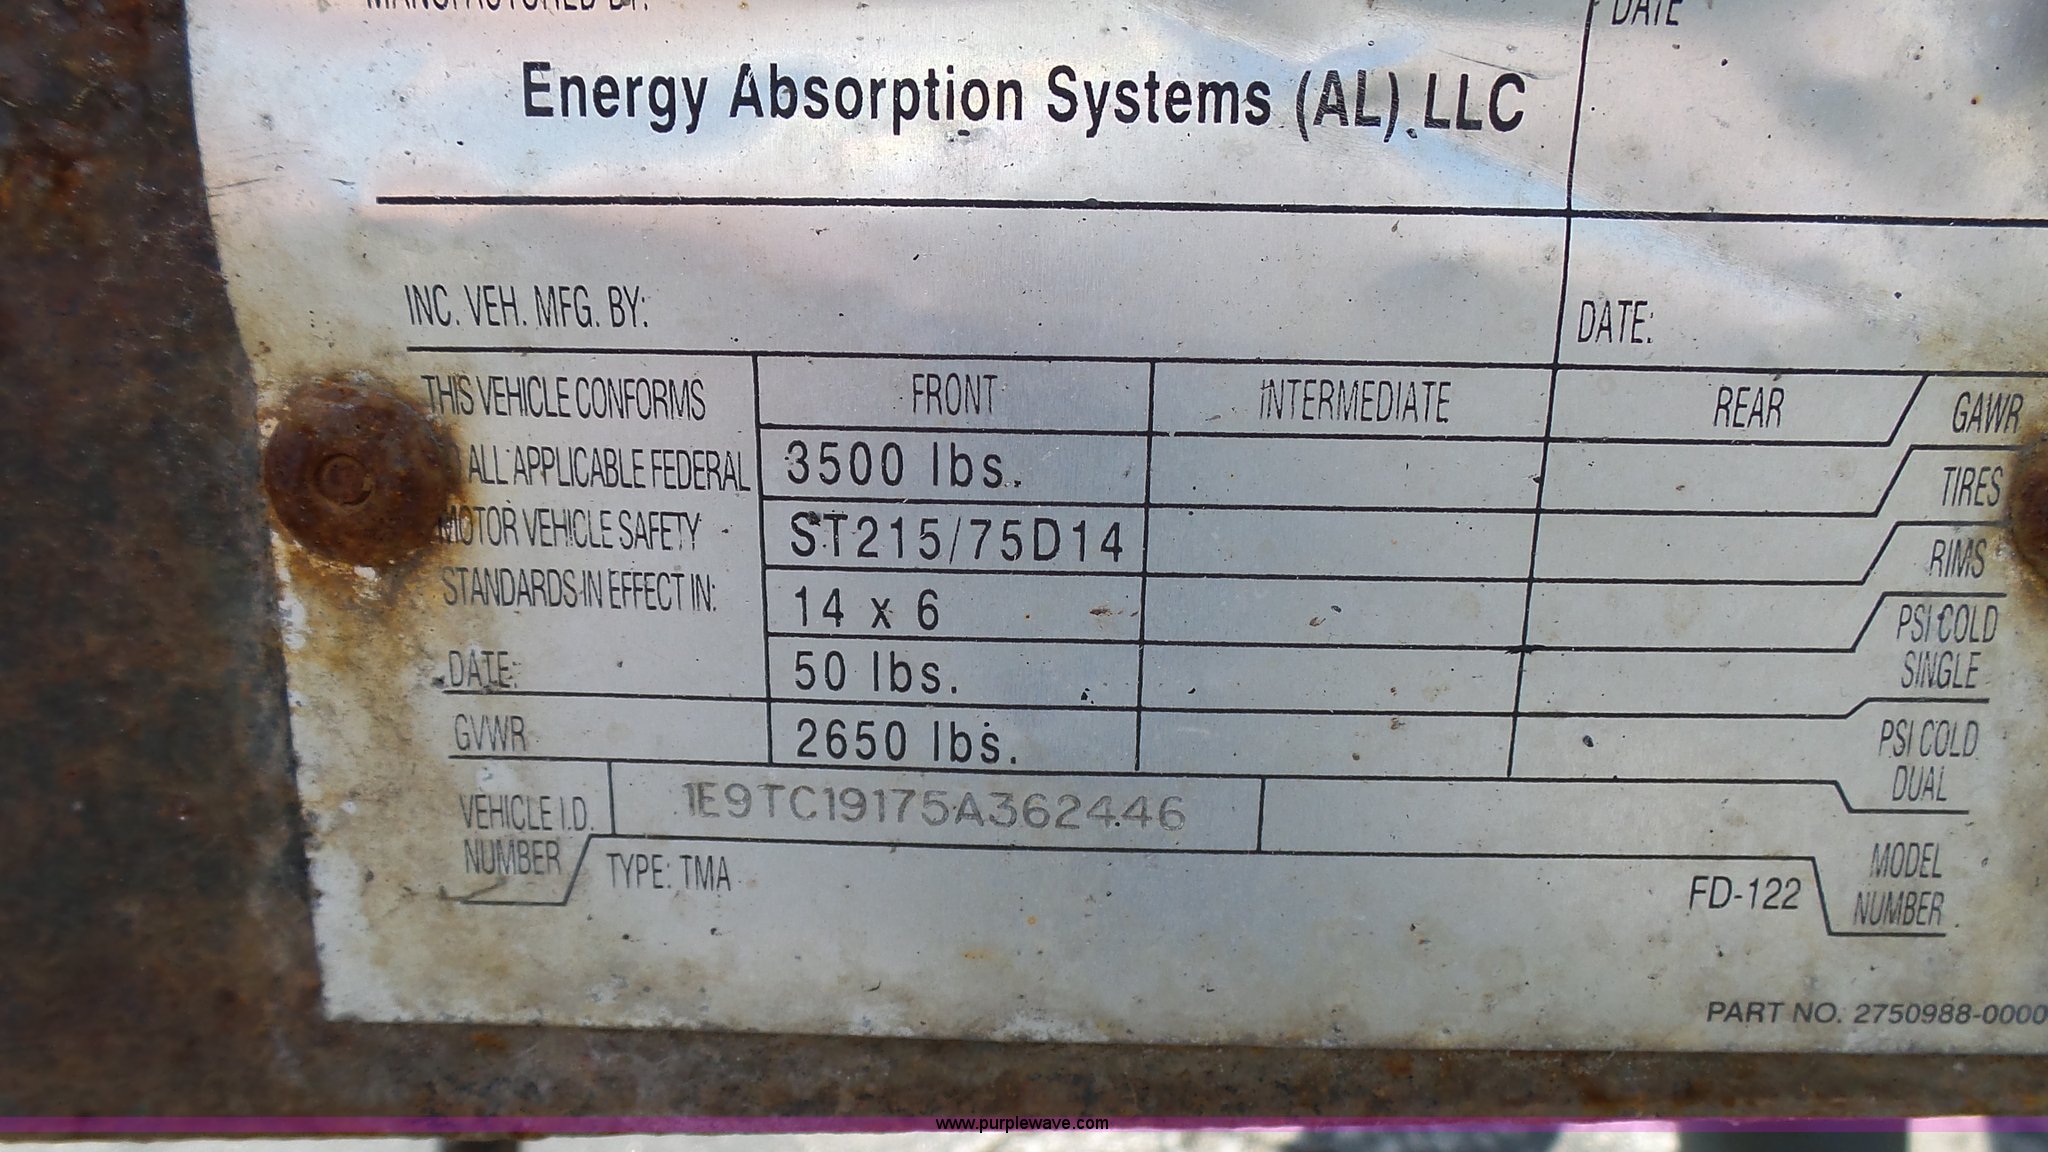 MANUFACTURED BY:
DATE
Energy Absorption Systems (AL) LLC
INC. VEH. MFG. BY:
DATE:
THIS VEHICLE CONFORMS
FRONT
INTERMEDIATE
REAR
GAWR
ALL APPLICABLE FEDERAL
3500 lbs.
TIRES
MOTOR VEHICLE SAFETY
ST215/75D14
RIMS
STANDARDS IN EFFECT IN:
14 x 6
PSI COLD
SINGLE
DATE:
50 lbs.
GVWR
2650 lbs.
PSI COLD
DUAL
VEHICLE I.D.
NUMBER
1E9TC19175A362446
TYPE: TMA
FD-122
MODEL
NUMBER
PART NO. 2750988-0000
www.purplewave.com